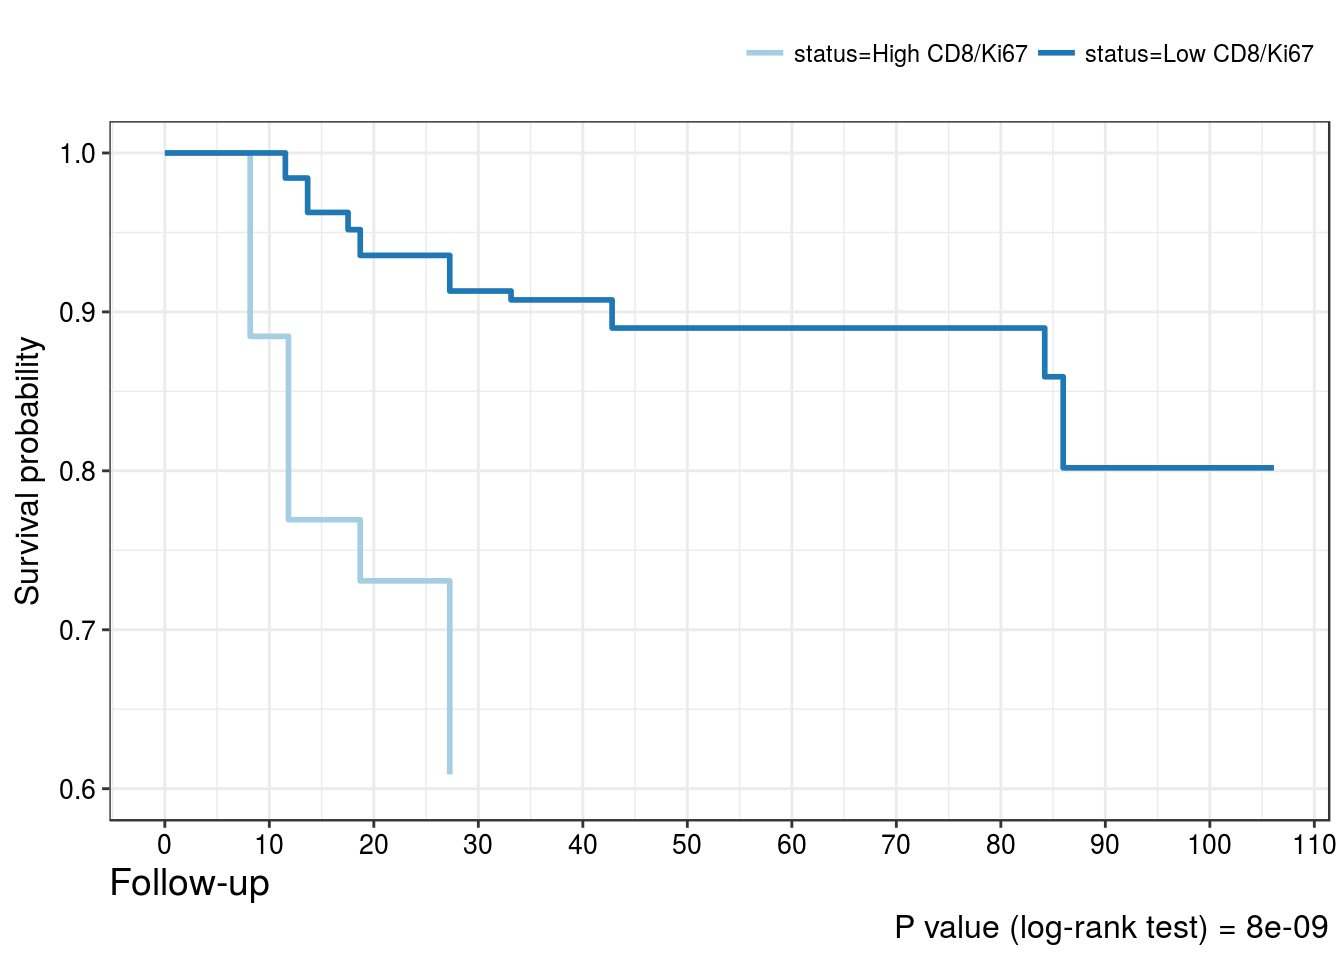 status=High CD8/Ki67 status=Low CD8/Ki67
Survival probability
1.0
0.9
0.8
0.7
0.6
0 10 20 30 40 50 60 70 80 90 100 110
Follow-up
P value (log-rank test) = 8e-09